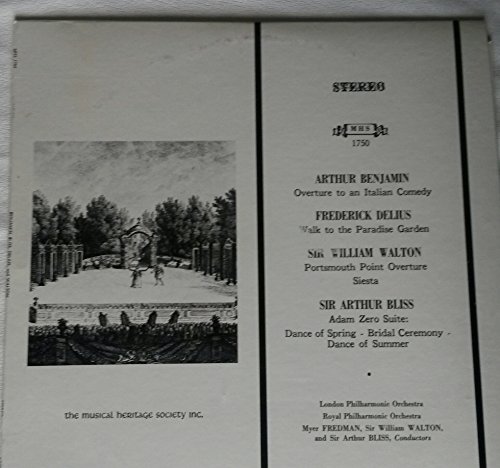 STEREO
MHS
1750
ARTHUR BENJAMIN
Overture to an Italian Comedy
FREDERICK DELIUS
Walk to the Paradise Garden
Sir WILLIAM WALTON
Portsmouth Point Overture
Siesta
SIR ARTHUR BLISS
Adam Zero Suite:
Dance of Spring - Bridal Ceremony -
Dance of Summer
London Philharmonic Orchestra
Royal Philharmonic Orchestra
Myer FREDMAN, Sir William WALTON,
and Sir Arthur BLISS, Conductors
the musical heritage society inc.